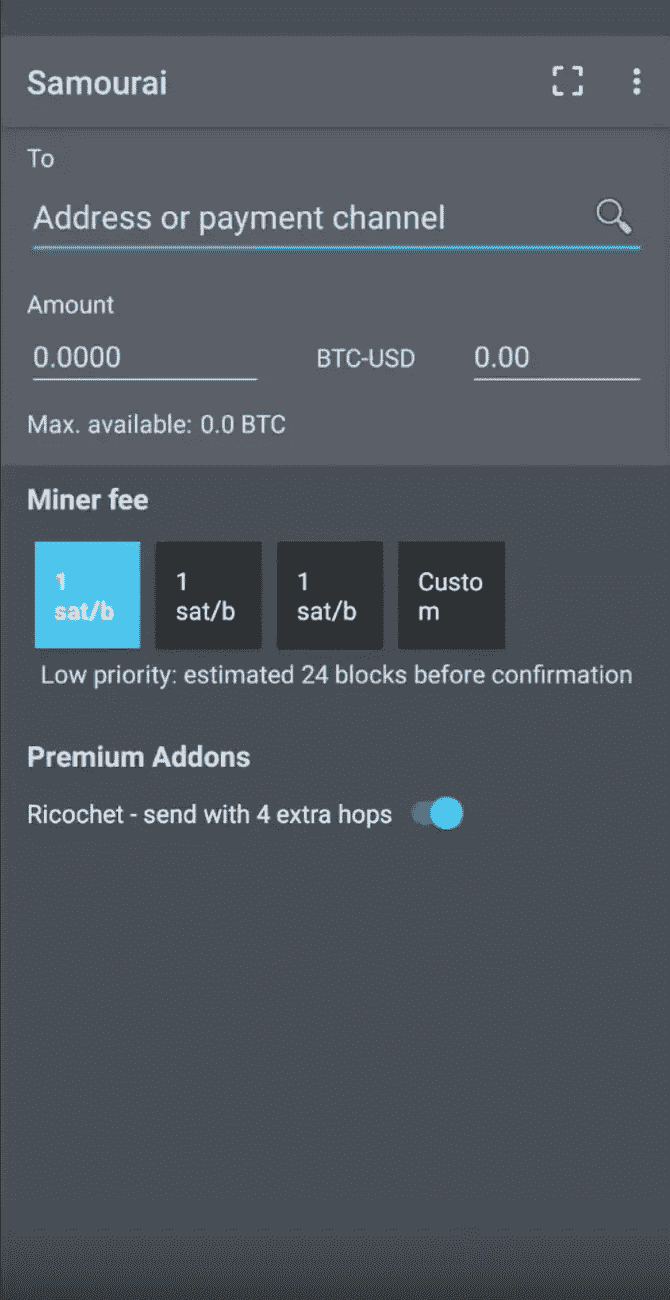 Samourai
To
Address or payment channel
Amount
0.0000 BTC-USD 0.00
Max. available: 0.0 BTC
Miner fee
1 1 1 Custo
sat/b sat/b sat/b m
Low priority: estimated 24 blocks before confirmation
Premium Addons
Ricochet - send with 4 extra hops